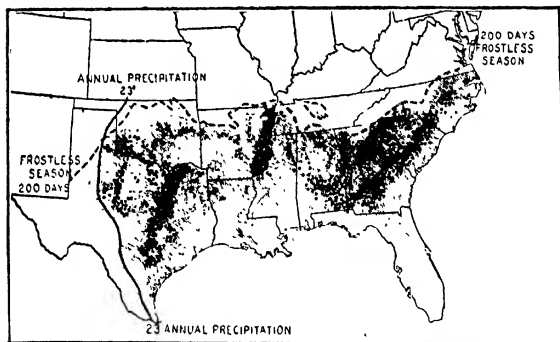 200 DAYS
FROSTLESS
SEASON
ANNUAL PRECIPITATION
23"
FROSTLESS
SEASON
200 DAYS
23 ANNUAL PRECIPITATION